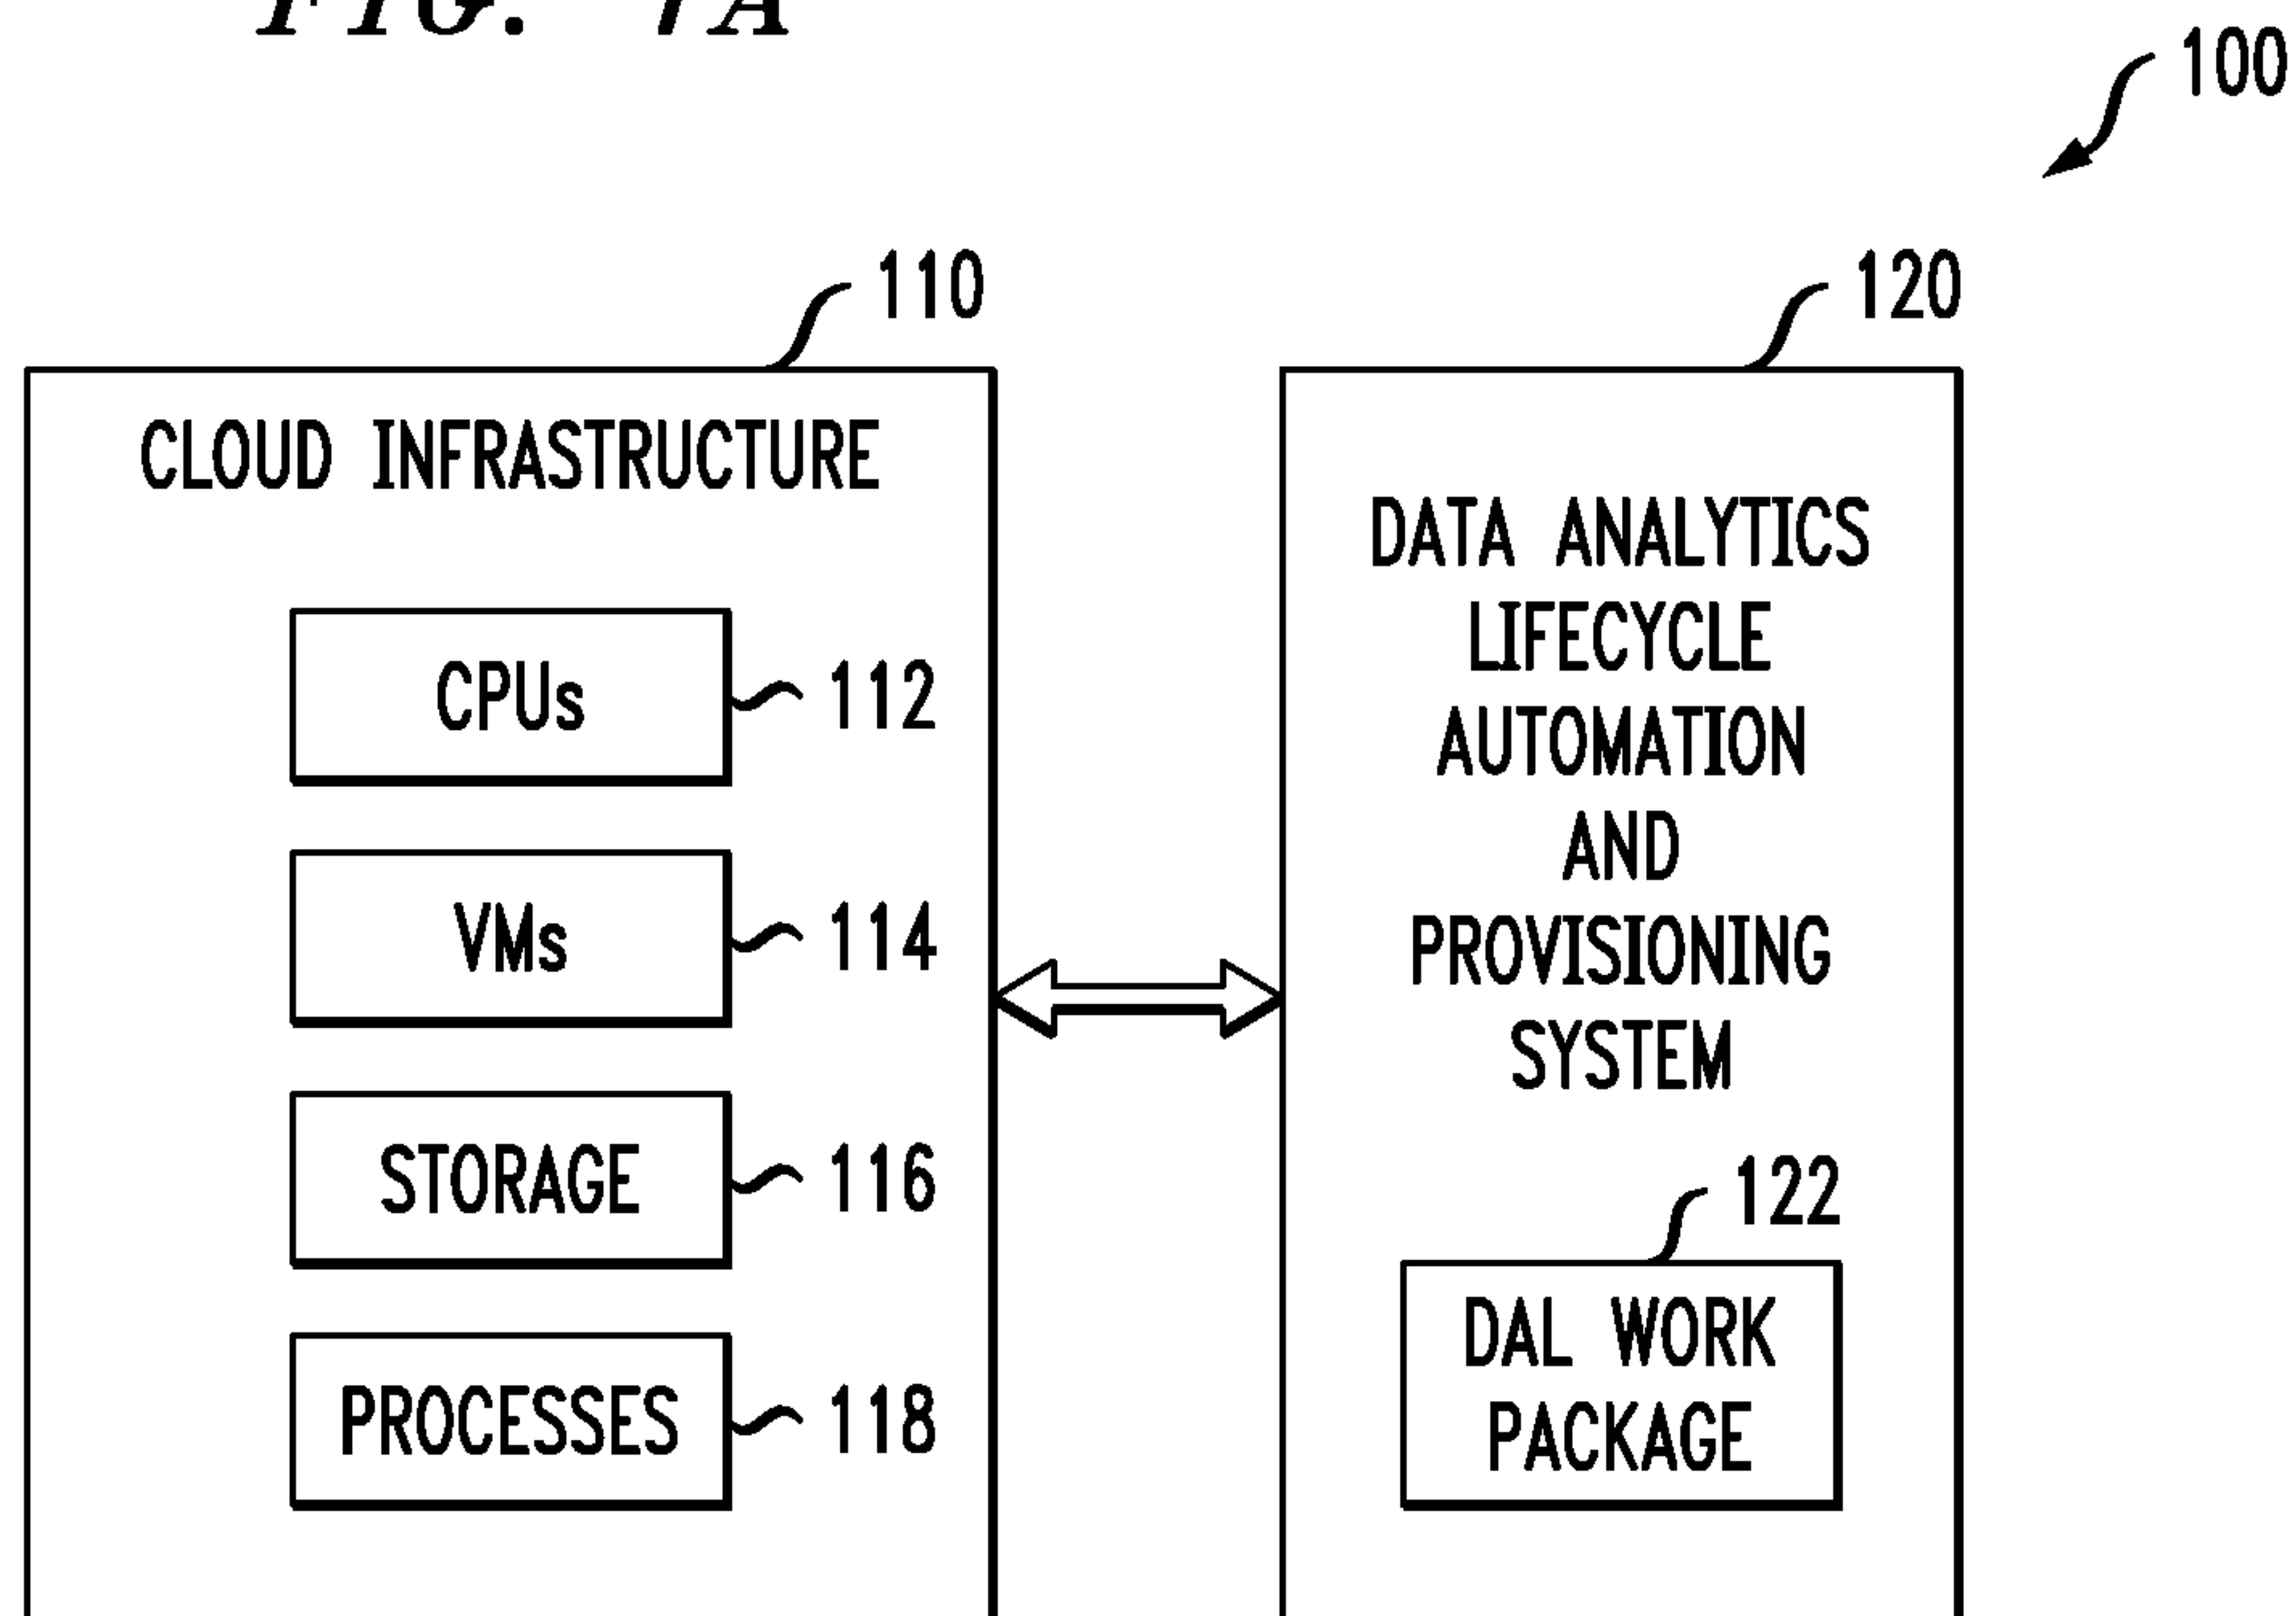 FIG. 1A
100
110
120
CLOUD INFRASTRUCTURE
CPUs
112
VMs
114
STORAGE
116
PROCESSES
118
DATA ANALYTICS
LIFECYCLE
AUTOMATION
AND
PROVISIONING
SYSTEM
122
DAL WORK
PACKAGE